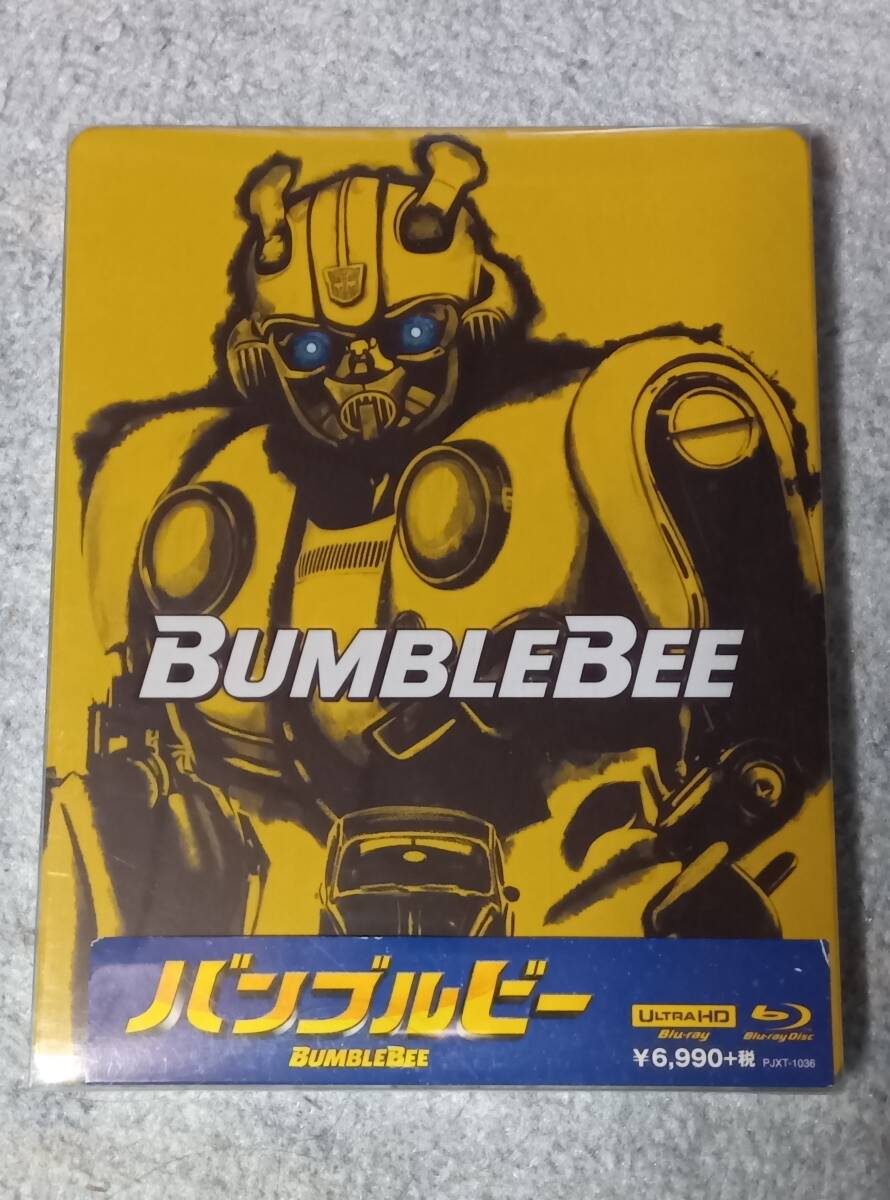 BUMBLEBEE
バンブルビー
BUMBLEBEE
ULTRA HD
Blu-ray
Blu-ray Disc
¥6,990+税 PJXT-1036